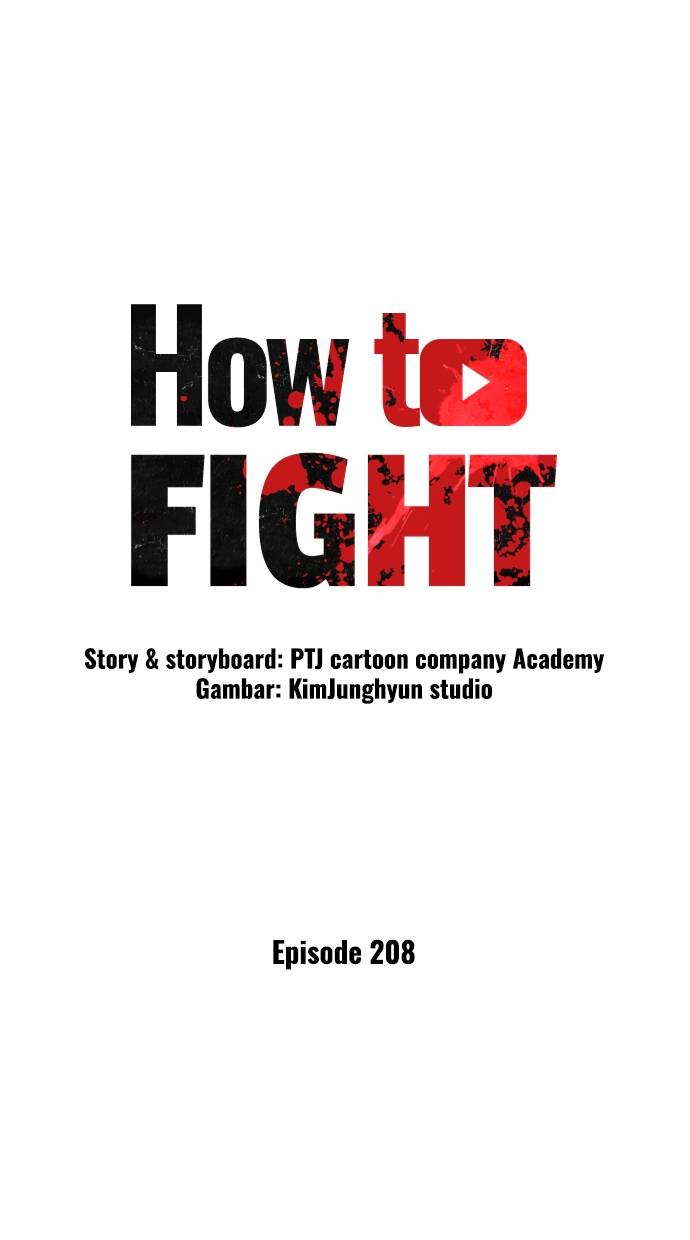 How to
FIGHT
Story & storyboard: PTJ cartoon company Academy
Gambar: KimJunghyun studio
Episode 208